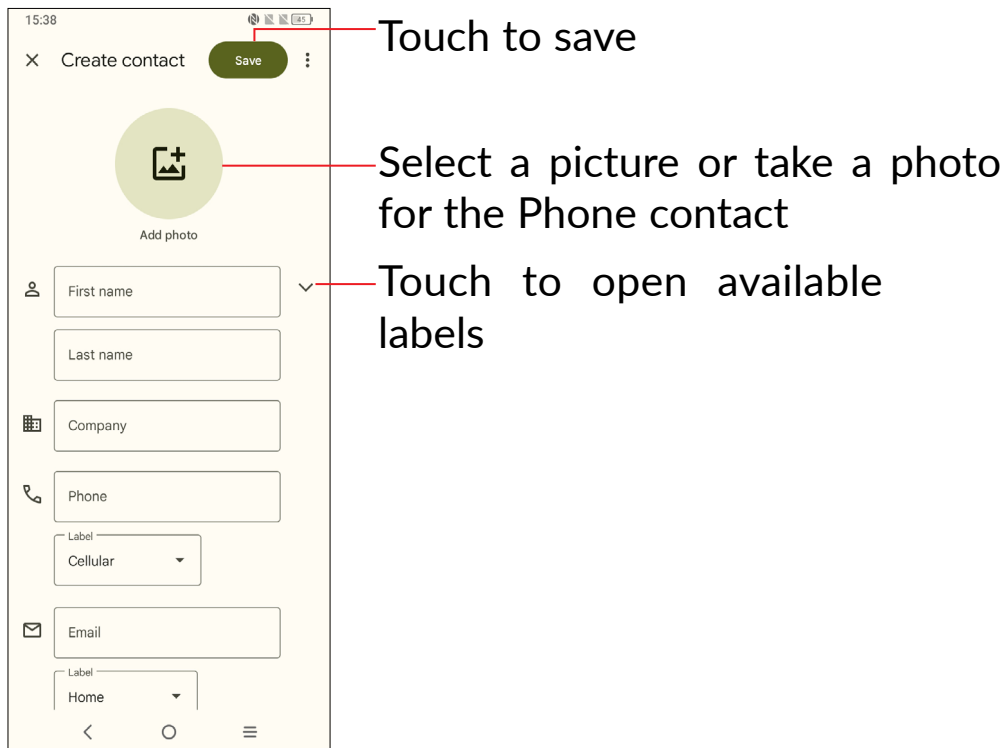 15:38
45
Create contact
Save
Touch to save
Select a picture or take a photo
for the Phone contact
Add photo
First name
Touch to open available
labels
Last name
Company
Phone
Label
Cellular
Email
Label
Home